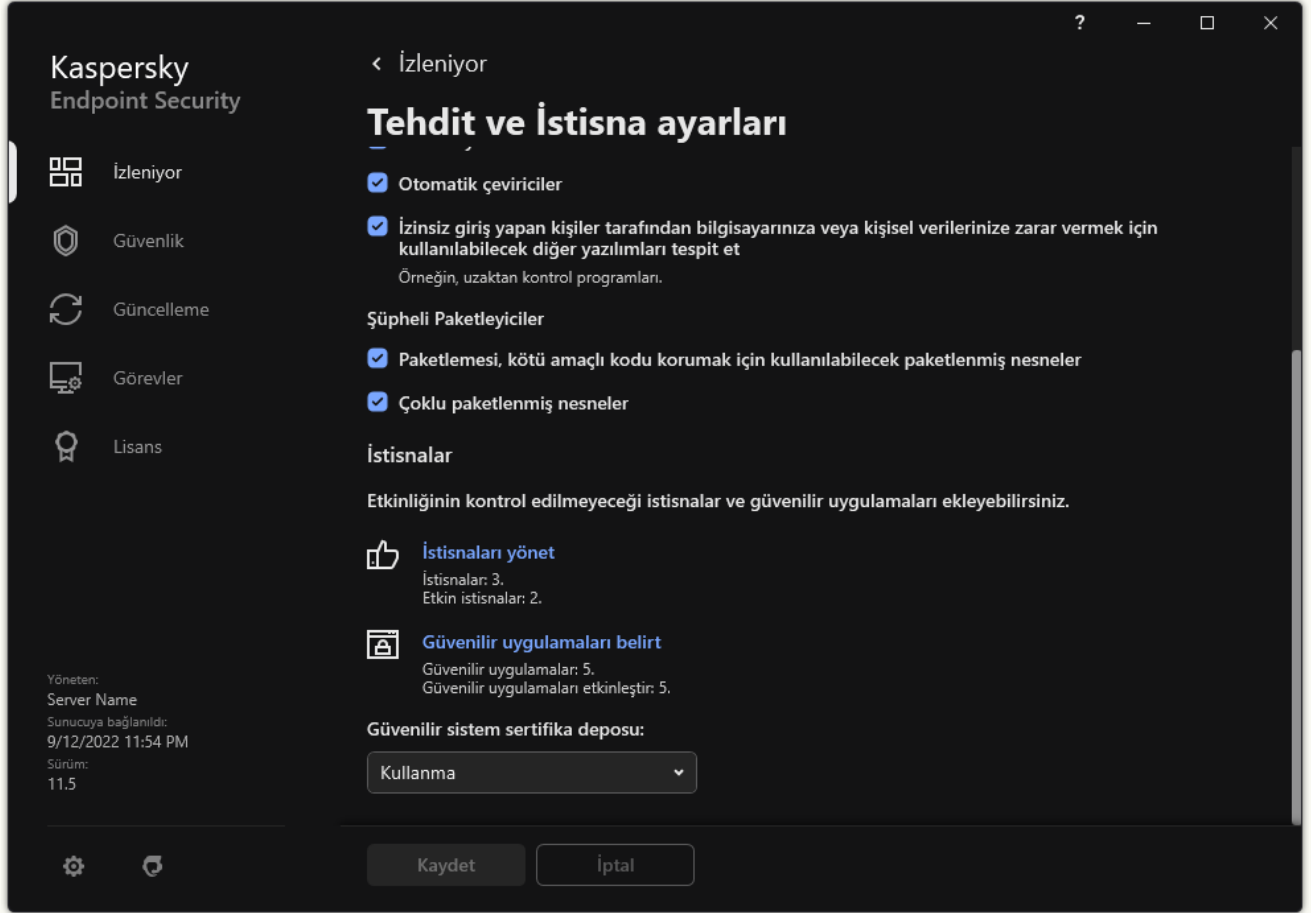 ?
Kaspersky
Endpoint Security
İzleniyor
Güvenlik
Güncelleme
Görevler
Lisans
Yöneten:
Server Name
Sunucuya bağlanıldı:
9/12/2022 11:54 PM
Sürüm:
11.5
İzleniyor
Tehdit ve İstisna ayarları
Otomatik çeviriciler
İzinsiz giriş yapan kişiler tarafından bilgisayarınıza veya kişisel verilerinize zarar vermek için
kullanılabilecek diğer yazılımları tespit et
Örneğin, uzaktan kontrol programları.
Şüpheli Paketleyiciler
Paketlemesi, kötü amaçlı kodu korumak için kullanılabilecek paketlenmiş nesneler
Çoklu paketlenmiş nesneler
İstisnalar
Etkinliğinin kontrol edilmeyeceği istisnalar ve güvenilir uygulamaları ekleyebilirsiniz.
İstisnaları yönet
İstisnalar: 3.
Etkin istisnalar: 2.
Güvenilir uygulamaları belirt
Güvenilir uygulamalar: 5.
Güvenilir uygulamaları etkinleştir: 5.
Güvenilir sistem sertifika deposu:
Kullanma
Kaydet
İptal